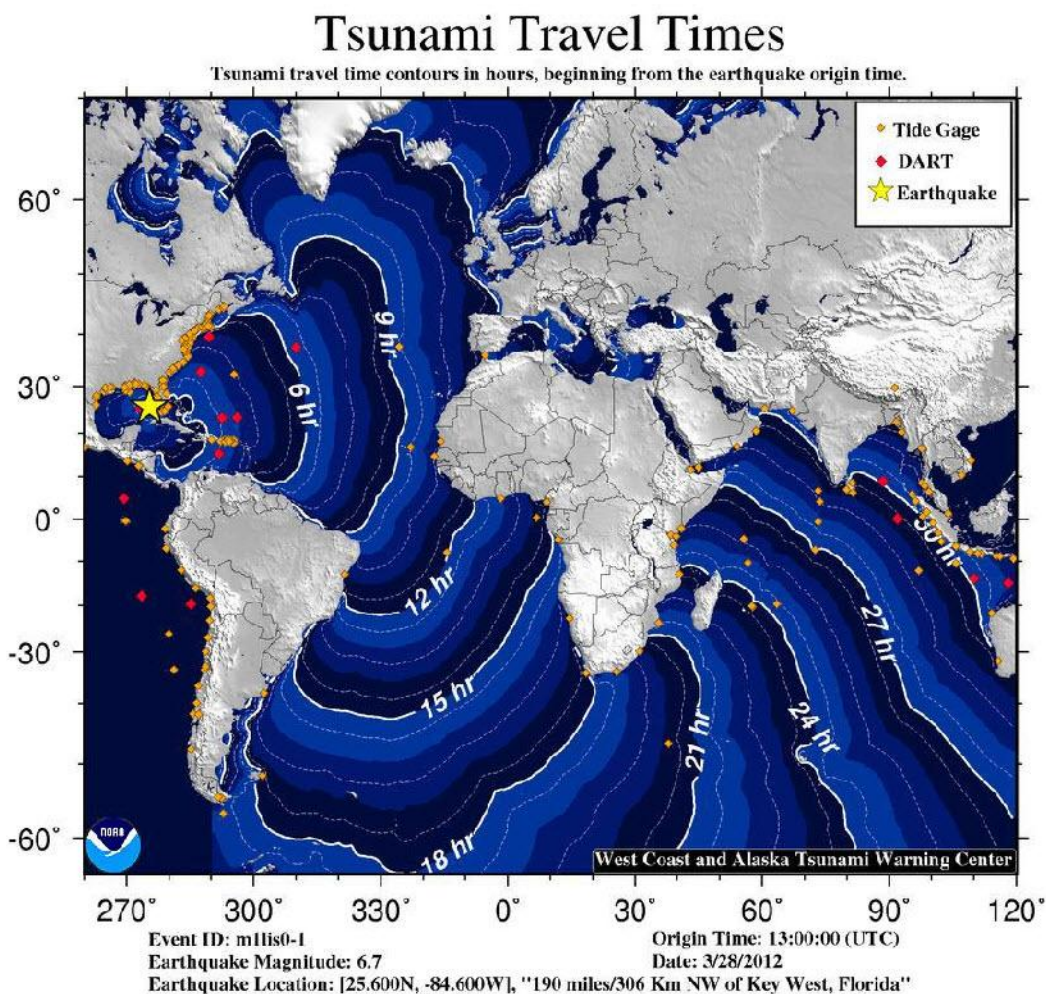 Tsunami Travel Times
Tsunami travel time contours in hours, beginning from the earthquake origin time.
Tide Gage
DART
Earthquake
60°
30°
0°
-30°
-60°
9 hr
6 hr
12 hr
15 hr
18 hr
21 hr
24 hr
27 hr
30 hr
NOAA
West Coast and Alaska Tsunami Warning Center
270° 300° 330° 0° 30° 60° 90° 120°
Event ID: m1lis0-1
Origin Time: 13:00:00 (UTC)
Earthquake Magnitude: 6.7
Date: 3/28/2012
Earthquake Location: [25.600N, -84.600W], "190 miles/306 Km NW of Key West, Florida"